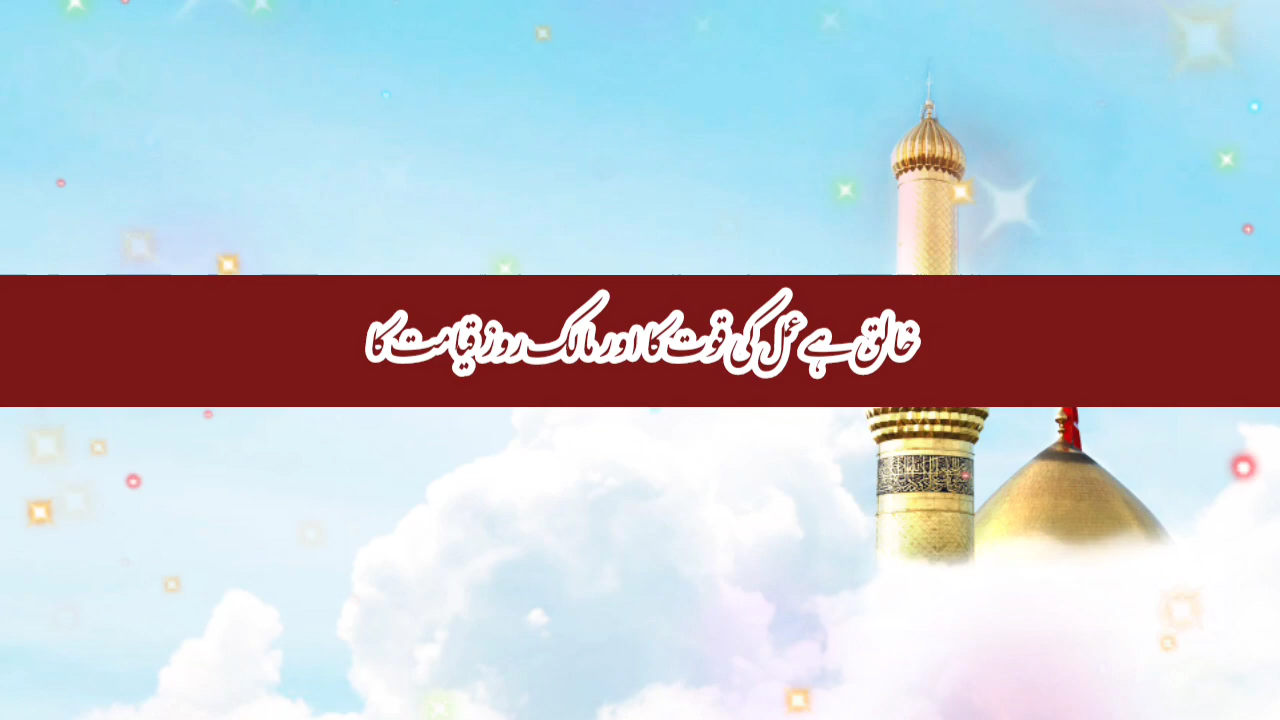 خالق ہے عمل کی قوت کا اور مالک روز قیامت کا